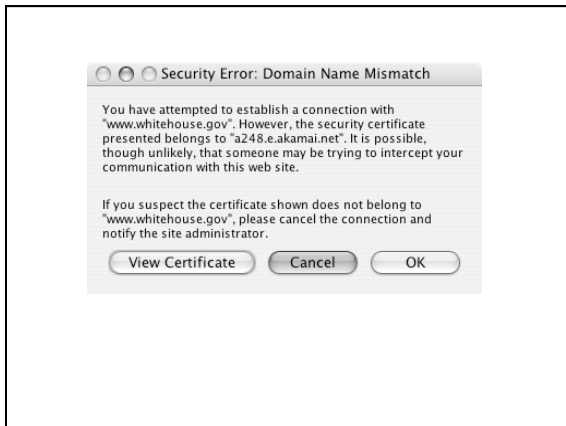 Security Error: Domain Name Mismatch
You have attempted to establish a connection with
"www.whitehouse.gov". However, the security certificate
presented belongs to "a248.e.akamai.net". It is possible,
though unlikely, that someone may be trying to intercept your
communication with this web site.
If you suspect the certificate shown does not belong to
"www.whitehouse.gov", please cancel the connection and
notify the site administrator.
View Certificate Cancel OK